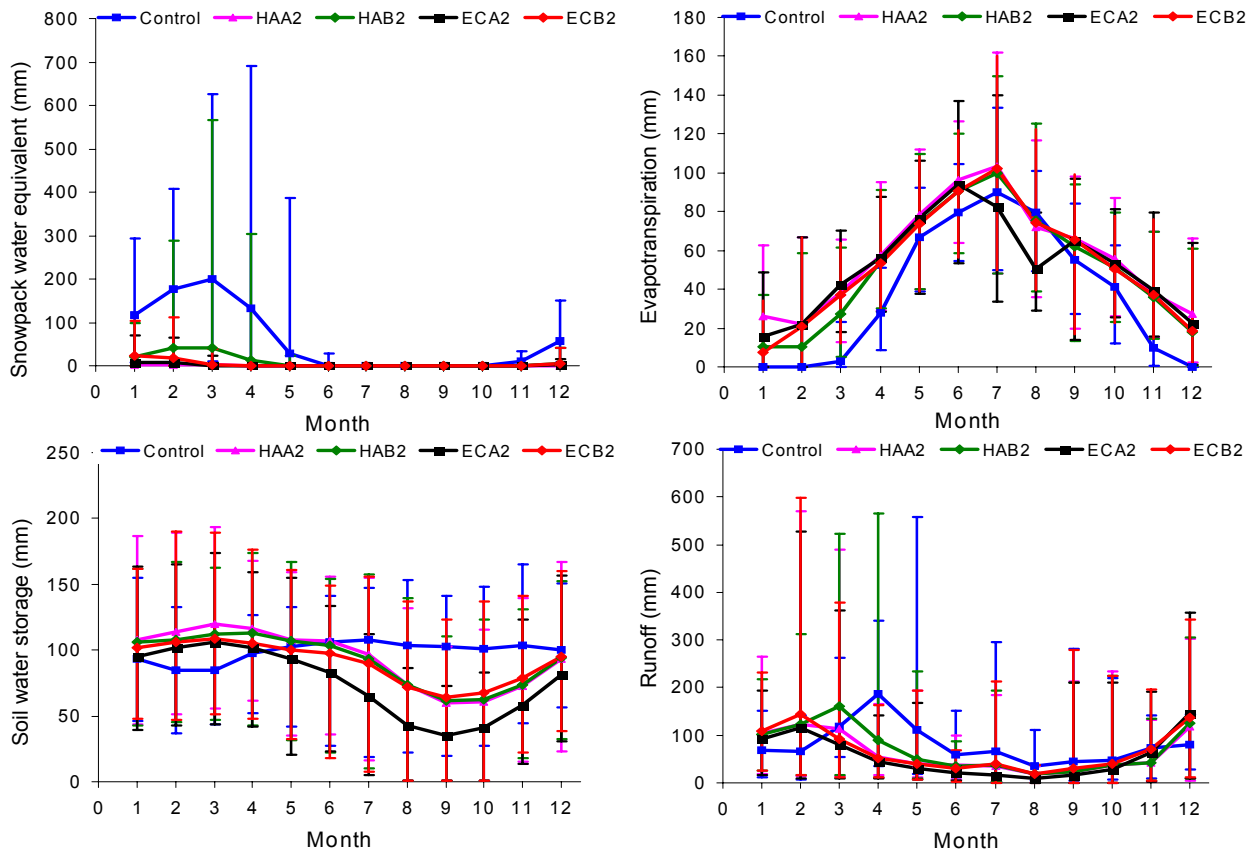 Control HAA2 HAB2 ECA2 ECB2
Snowpack water equivalent (mm)
800
700
600
500
400
300
200
100
0
0 1 2 3 4 5 6 7 8 9 10 11 12
Month
Control HAA2 HAB2 ECA2 ECB2
Evapotranspiration (mm)
180
160
140
120
100
80
60
40
20
0
0 1 2 3 4 5 6 7 8 9 10 11 12
Month
Control HAA2 HAB2 ECA2 ECB2
Soil water storage (mm)
250
200
150
100
50
0
0 1 2 3 4 5 6 7 8 9 10 11 12
Month
Control HAA2 HAB2 ECA2 ECB2
Runoff (mm)
700
600
500
400
300
200
100
0
0 1 2 3 4 5 6 7 8 9 10 11 12
Month